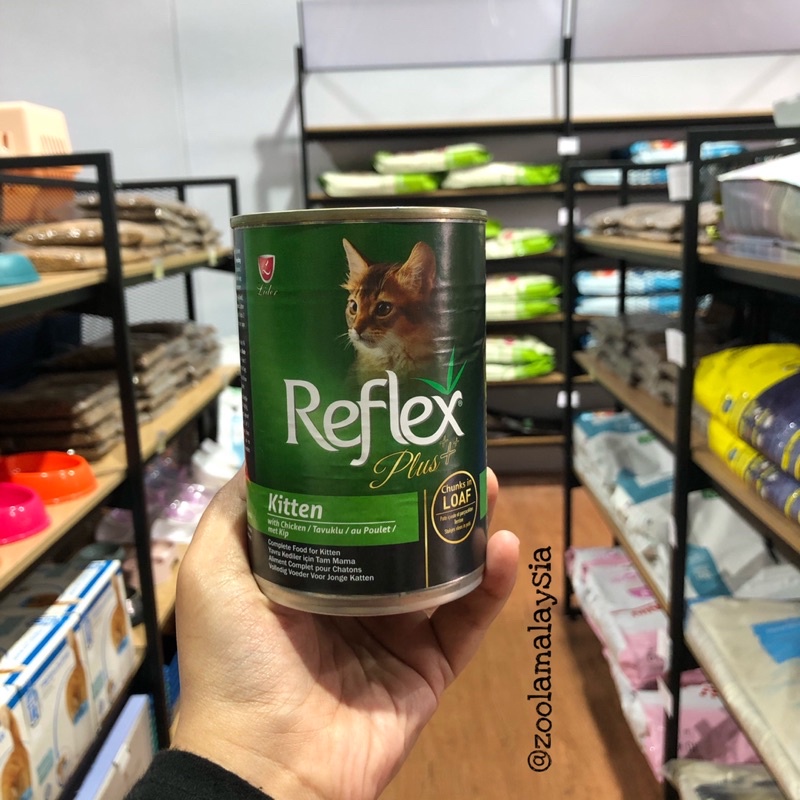 Lider
Reflex
Plus+
Kitten
with Chicken / Tavuklu / au Poulet /
met Kip
Complete Food for Kitten
Yavru Kediler için Tam Mama
Aliment Complet pour Chatons
Volledig Voeder Voor Jonge Katten
Chunks in
LOAF
@zoolamalaySia